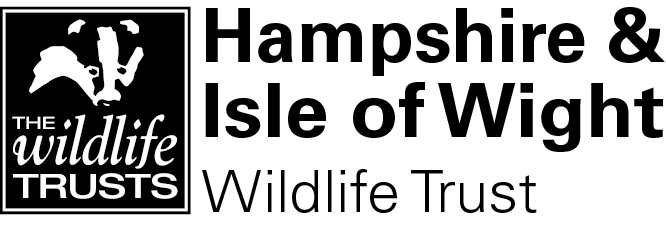 THE
wildlife
TRUSTS
Hampshire &
Isle of Wight
Wildlife Trust